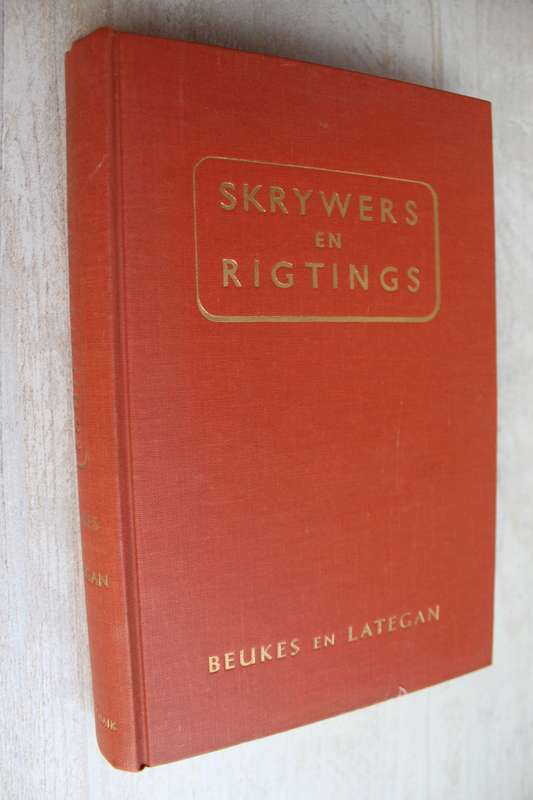 SKRYWERS
EN
RIGTINGS
BEUKES EN LATEGAN